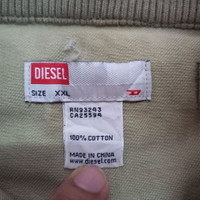 DIESEL
SIZE XXL
D
RN93243
CA25594
100% COTTON
MADE IN CHINA
www.diesel.com